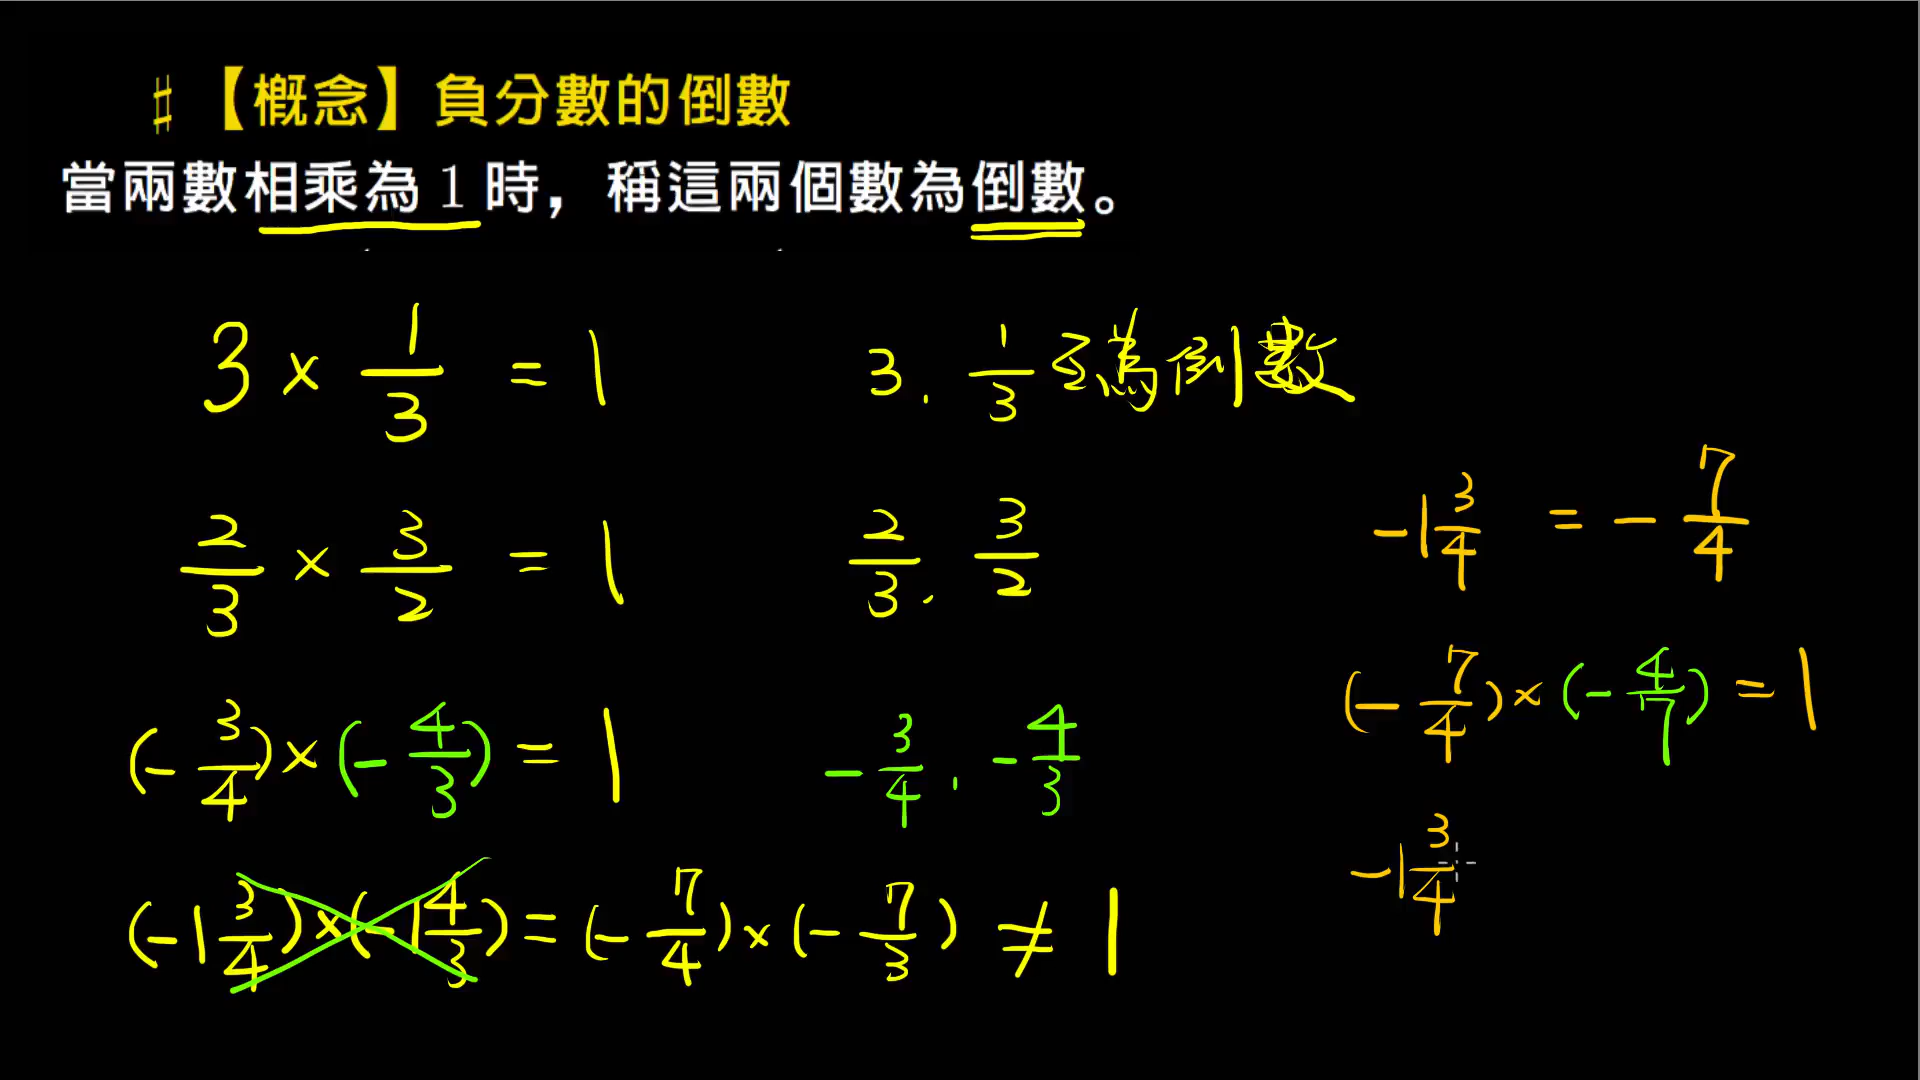 ♯【概念】負分數的倒數
當兩數相乘為1時，稱這兩個數為倒數。
3 × 1/3 = 1
3. 1/3 互為倒數
2/3 × 3/2 = 1
2/3. 3/2
-1 3/4 = - 7/4
(- 3/4) × (- 4/3) = 1
- 3/4. - 4/3
(- 7/4) × (- 4/7) = 1
(-1 3/4) × (-1 4/3) = (- 7/4) × (- 7/3) ≠ 1
-1 3/4